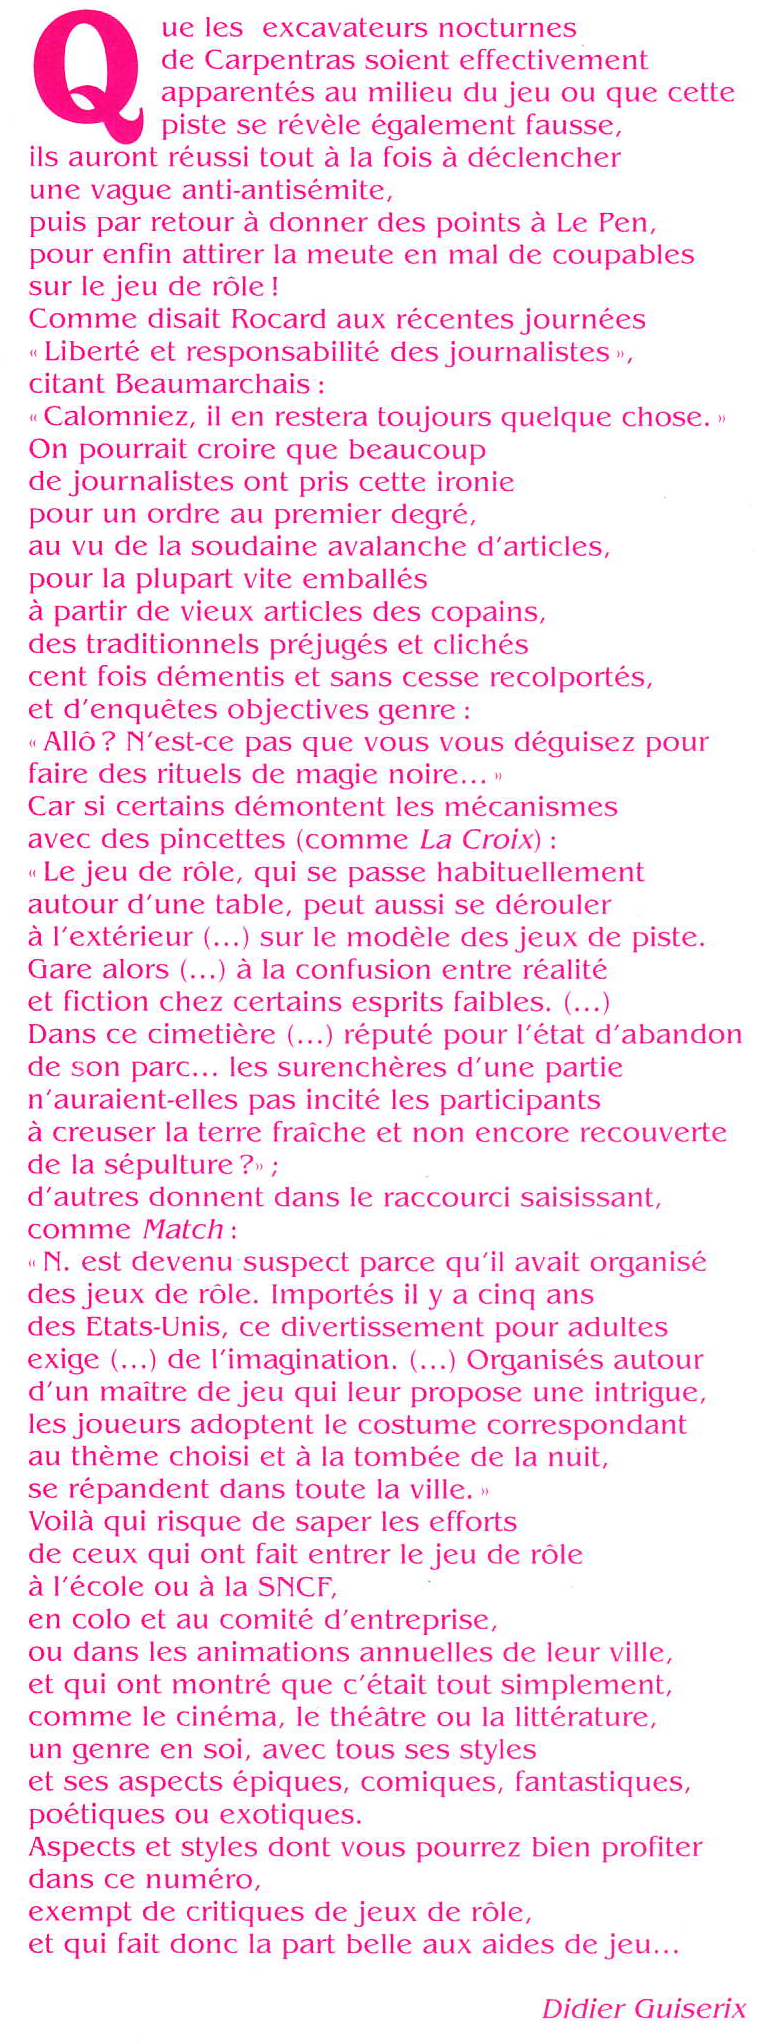 Que les excavateurs nocturnes
de Carpentras soient effectivement
apparentés au milieu du jeu ou que cette
piste se révèle également fausse,
ils auront réussi tout à la fois à déclencher
une vague anti-antisémite,
puis par retour à donner des points à Le Pen,
pour enfin attirer la meute en mal de coupables
sur le jeu de rôle !
Comme disait Rocard aux récentes journées
« Liberté et responsabilité des journalistes »,
citant Beaumarchais :
« Calomniez, il en restera toujours quelque chose. »
On pourrait croire que beaucoup
de journalistes ont pris cette ironie
pour un ordre au premier degré,
au vu de la soudaine avalanche d'articles,
pour la plupart vite emballés
à partir de vieux articles des copains,
des traditionnels préjugés et clichés
cent fois démentis et sans cesse recolportés,
et d'enquêtes objectives genre :
« Allô ? N'est-ce pas que vous vous déguisez pour
faire des rituels de magie noire... »
Car si certains démontent les mécanismes
avec des pincettes (comme La Croix) :
« Le jeu de rôle, qui se passe habituellement
autour d'une table, peut aussi se dérouler
à l'extérieur (...) sur le modèle des jeux de piste.
Gare alors (...) à la confusion entre réalité
et fiction chez certains esprits faibles. (...)
Dans ce cimetière (...) réputé pour l'état d'abandon
de son parc... les surenchères d'une partie
n'auraient-elles pas incité les participants
à creuser la terre fraîche et non encore recouverte
de la sépulture ?» ;
d'autres donnent dans le raccourci saisissant,
comme Match :
« N. est devenu suspect parce qu'il avait organisé
des jeux de rôle. Importés il y a cinq ans
des Etats-Unis, ce divertissement pour adultes
exige (...) de l'imagination. (...) Organisés autour
d'un maître de jeu qui leur propose une intrigue,
les joueurs adoptent le costume correspondant
au thème choisi et à la tombée de la nuit,
se répandent dans toute la ville. »
Voilà qui risque de saper les efforts
de ceux qui ont fait entrer le jeu de rôle
à l'école ou à la SNCF,
en colo et au comité d'entreprise,
ou dans les animations annuelles de leur ville,
et qui ont montré que c'était tout simplement,
comme le cinéma, le théâtre ou la littérature,
un genre en soi, avec tous ses styles
et ses aspects épiques, comiques, fantastiques,
poétiques ou exotiques.
Aspects et styles dont vous pourrez bien profiter
dans ce numéro,
exempt de critiques de jeux de rôle,
et qui fait donc la part belle aux aides de jeu...
Didier Guiserix